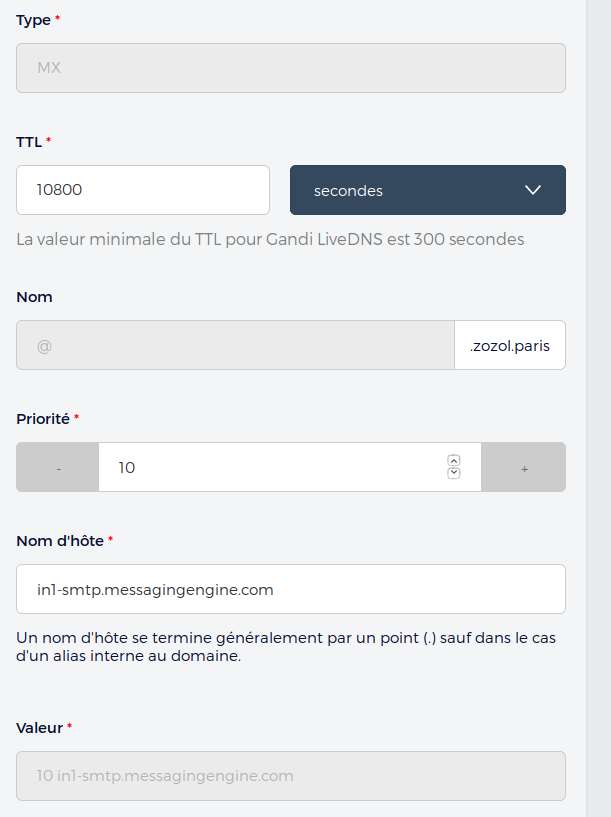 Type *
MX
TTL *
10800
secondes
La valeur minimale du TTL pour Gandi LiveDNS est 300 secondes
Nom
@
.zozol.paris
Priorité *
-
10
+
Nom d'hôte *
in1-smtp.messagingengine.com
Un nom d'hôte se termine généralement par un point (.) sauf dans le cas
d'un alias interne au domaine.
Valeur *
10 in1-smtp.messagingengine.com